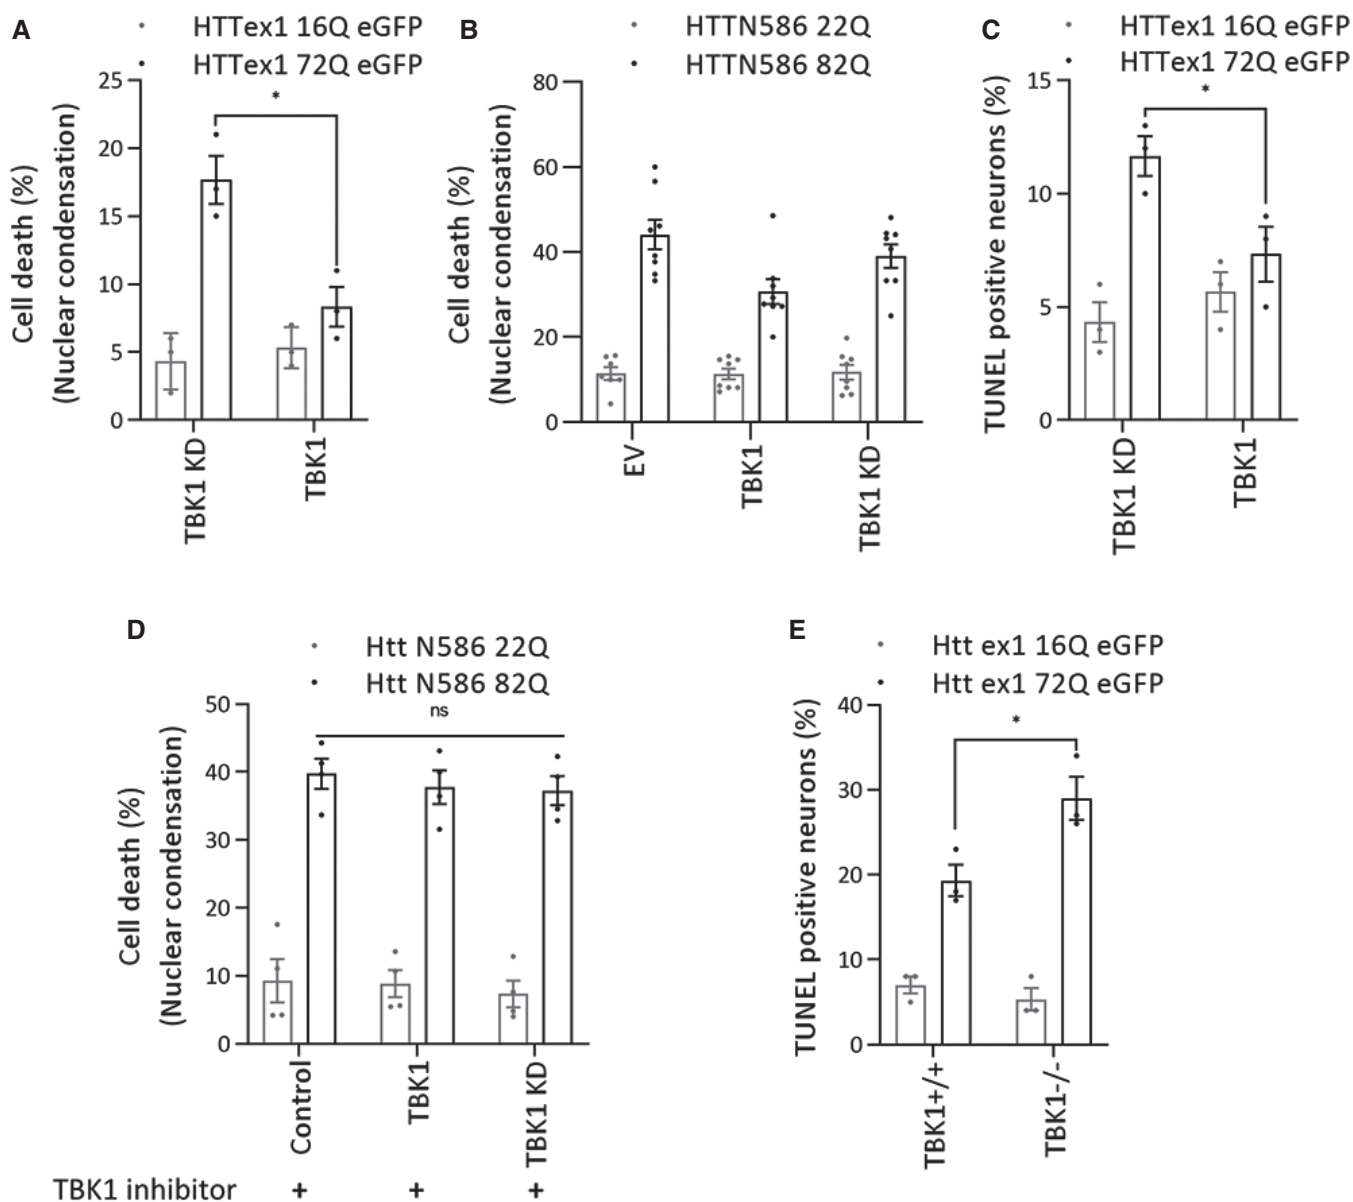 A
HTTex1 16Q eGFP
HTTex1 72Q eGFP
*
Cell death (%)
(Nuclear condensation)
25
20
15
10
5
0
TBK1 KD
TBK1
B
HTTN586 22Q
HTTN586 82Q
Cell death (%)
(Nuclear condensation)
80
60
40
20
0
EV
TBK1
TBK1 KD
C
HTTex1 16Q eGFP
HTTex1 72Q eGFP
*
TUNEL positive neurons (%)
15
10
5
0
TBK1 KD
TBK1
D
Htt N586 22Q
Htt N586 82Q
ns
Cell death (%)
(Nuclear condensation)
50
40
30
20
10
0
Control
TBK1
TBK1 KD
TBK1 inhibitor + + +
E
Htt ex1 16Q eGFP
Htt ex1 72Q eGFP
*
TUNEL positive neurons (%)
40
30
20
10
0
TBK1+/+
TBK1-/-